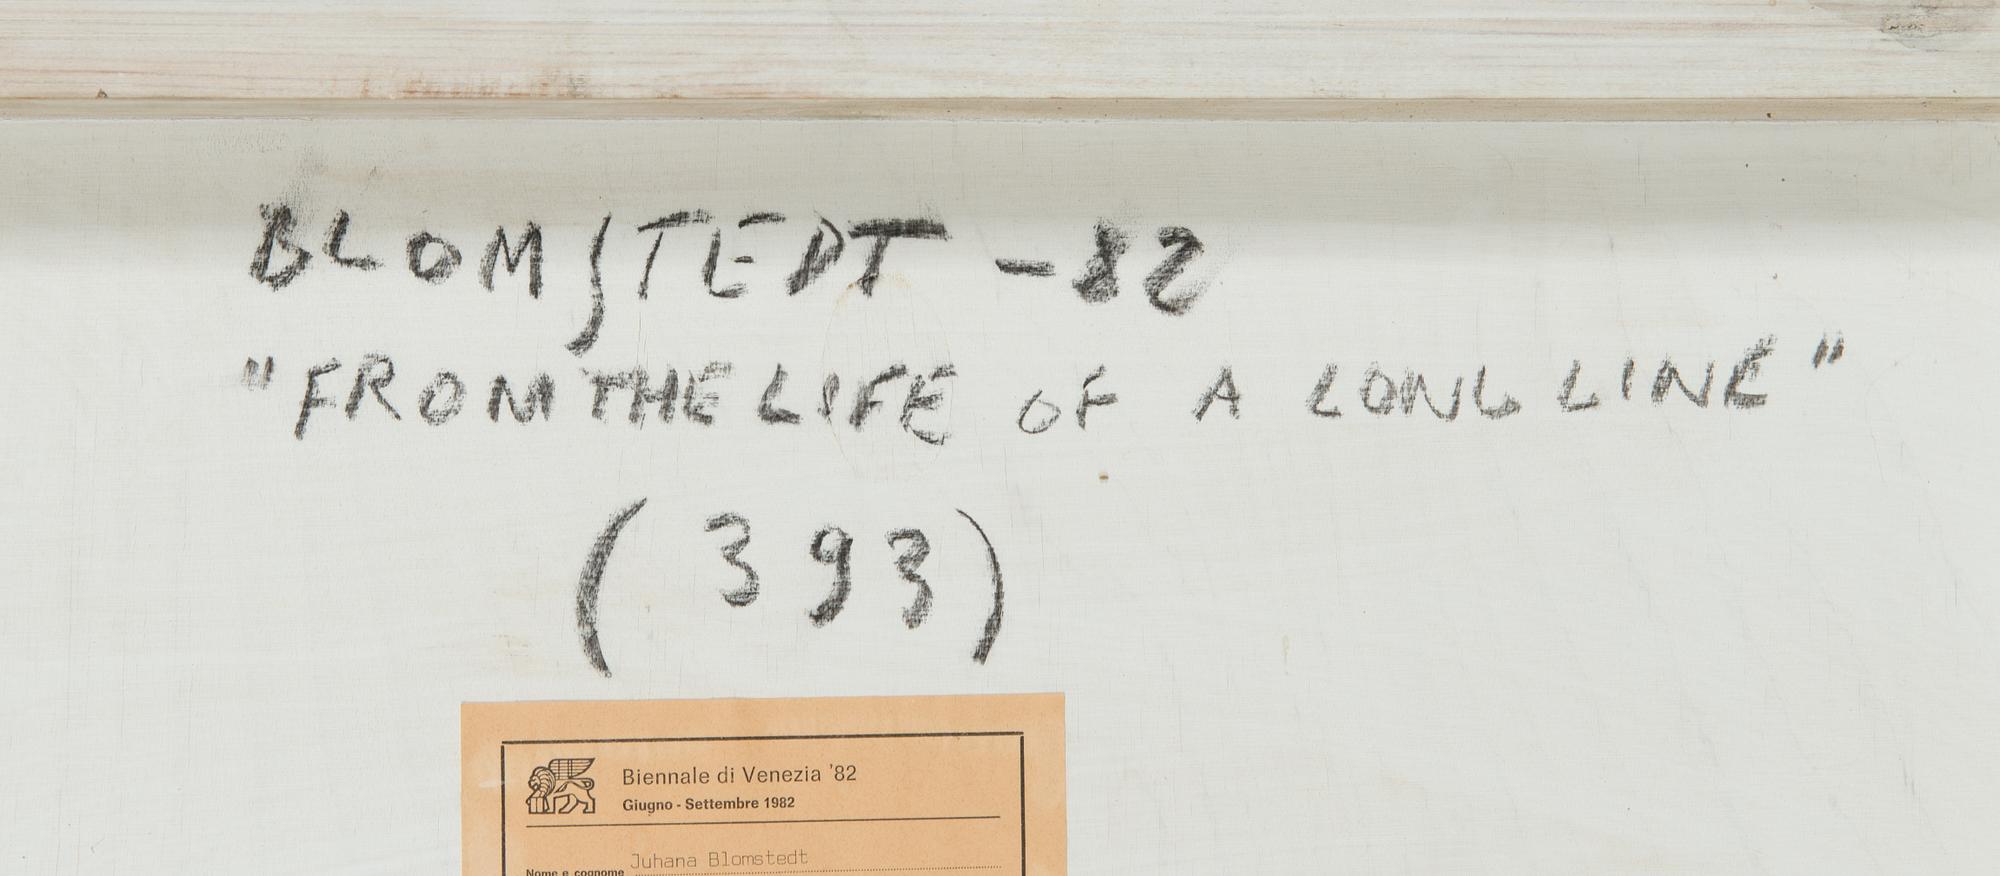 BLOMSTEDT -82
"FROM THE LIFE OF A LONG LINE"
( 393 )
Biennale di Venezia '82
Giugno - Settembre 1982
Juhana Blomstedt
Nome e cognome